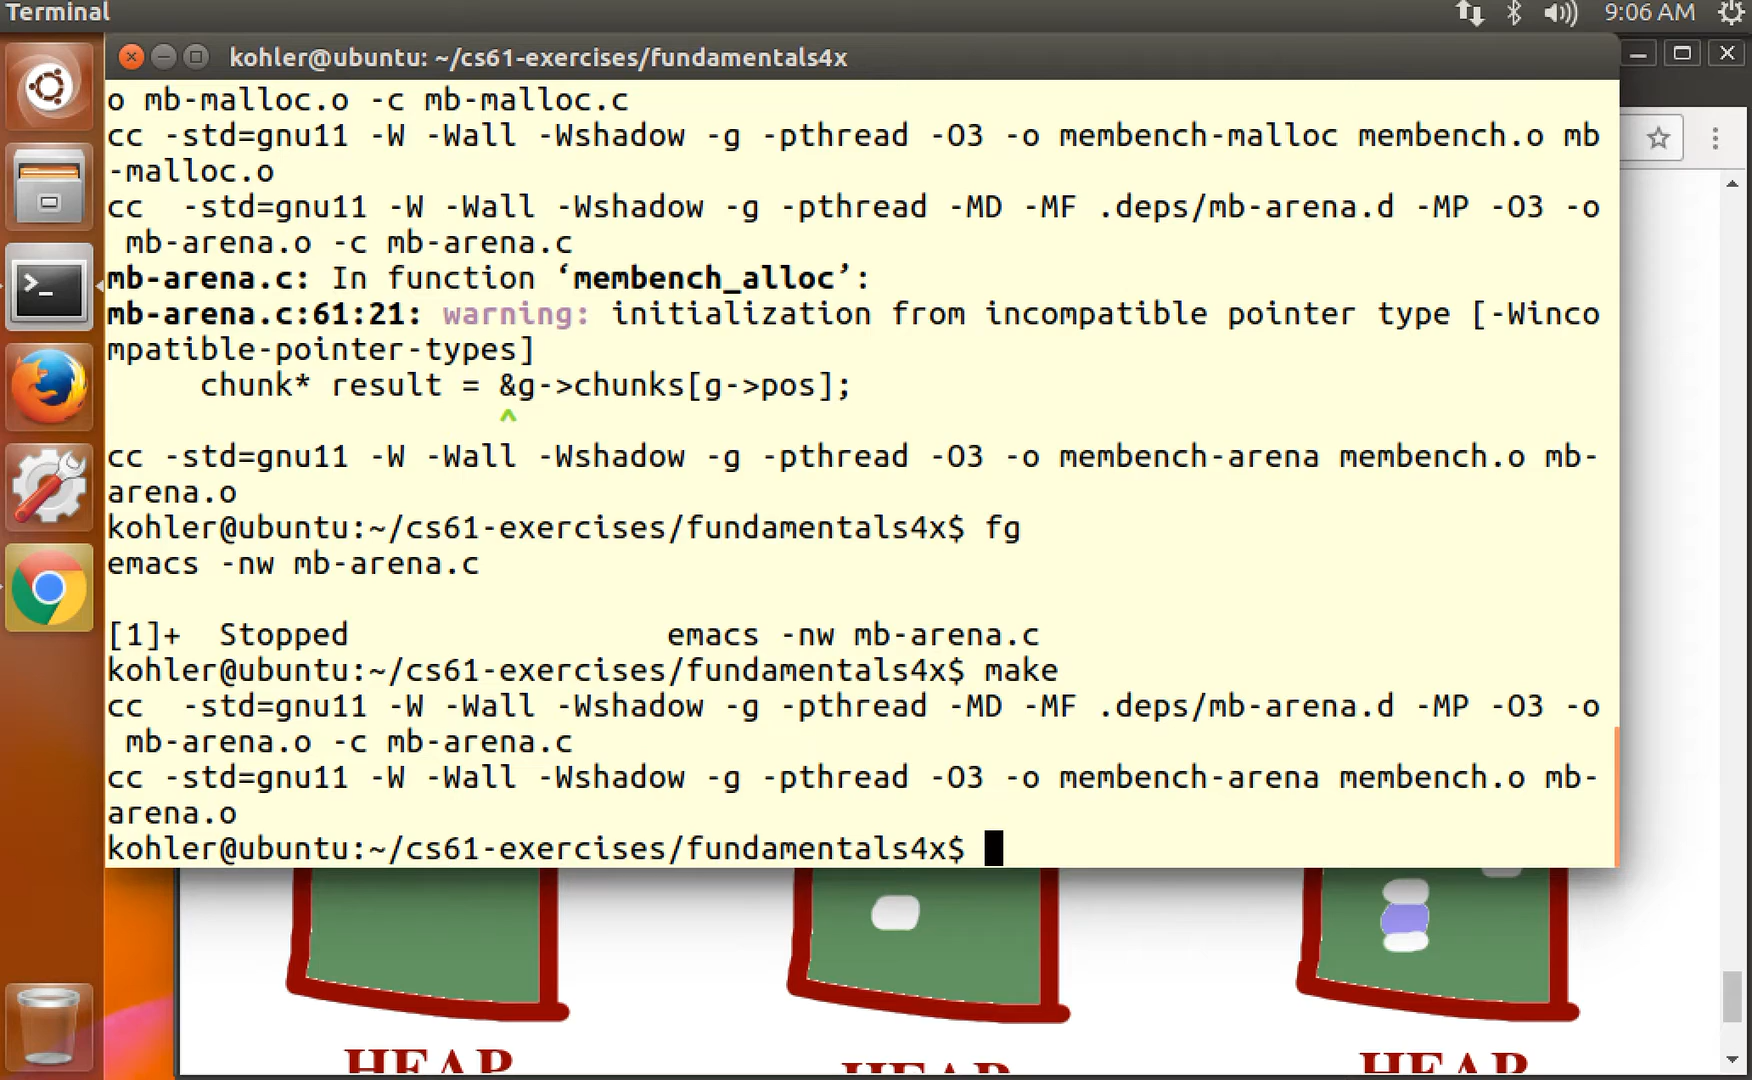 Terminal
9:06 AM
kohler@ubuntu: ~/cs61-exercises/fundamentals4x
o mb-malloc.o -c mb-malloc.c
cc -std=gnu11 -W -Wall -Wshadow -g -pthread -O3 -o membench-malloc membench.o mb
-malloc.o
cc  -std=gnu11 -W -Wall -Wshadow -g -pthread -MD -MF .deps/mb-arena.d -MP -O3 -o
 mb-arena.o -c mb-arena.c
mb-arena.c: In function ‘membench_alloc’:
mb-arena.c:61:21: warning: initialization from incompatible pointer type [-Winco
mpatible-pointer-types]
     chunk* result = &g->chunks[g->pos];
                     ^
cc -std=gnu11 -W -Wall -Wshadow -g -pthread -O3 -o membench-arena membench.o mb-
arena.o
kohler@ubuntu:~/cs61-exercises/fundamentals4x$ fg
emacs -nw mb-arena.c
[1]+  Stopped                 emacs -nw mb-arena.c
kohler@ubuntu:~/cs61-exercises/fundamentals4x$ make
cc  -std=gnu11 -W -Wall -Wshadow -g -pthread -MD -MF .deps/mb-arena.d -MP -O3 -o
 mb-arena.o -c mb-arena.c
cc -std=gnu11 -W -Wall -Wshadow -g -pthread -O3 -o membench-arena membench.o mb-
arena.o
kohler@ubuntu:~/cs61-exercises/fundamentals4x$
HEAP
HEAP
HEAP